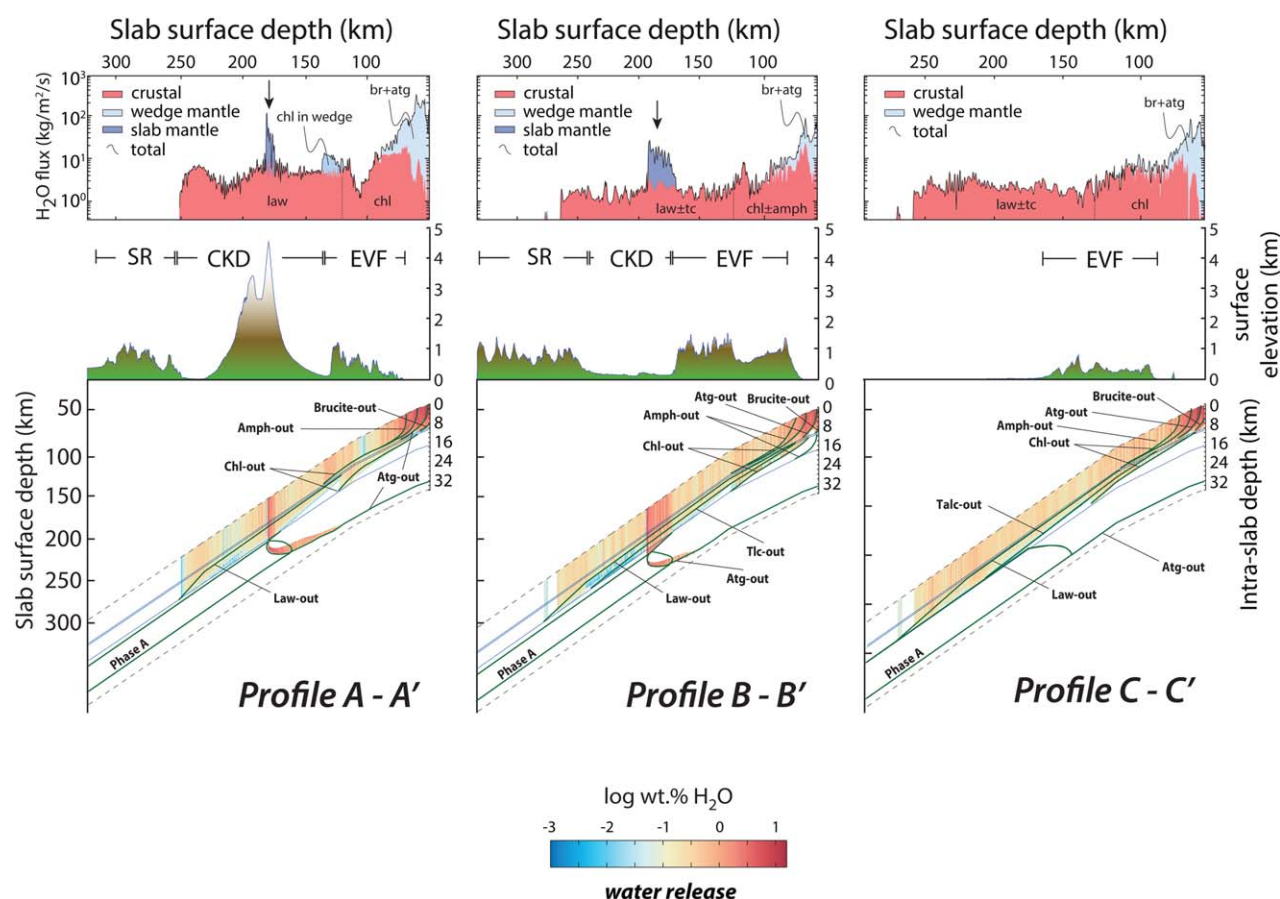 Slab surface depth (km)
300 250 200 150 100
H2O flux (kg/m2/s)
10^3
10^2
10^1
10^0
crustal
wedge mantle
slab mantle
total
chl in wedge
br+atg
law
chl
SR
CKD
EVF
5
4
3
2
1
0
Slab surface depth (km)
50
100
150
200
250
300
Brucite-out
Amph-out
Chl-out
Atg-out
Law-out
Phase A
0
8
16
24
32
Profile A - A′
Slab surface depth (km)
300 250 200 150 100
crustal
wedge mantle
slab mantle
total
br+atg
law±tc
chl±amph
SR
CKD
EVF
5
4
3
2
1
0
Atg-out
Brucite-out
Amph-out
Chl-out
Tlc-out
Atg-out
Law-out
Phase A
0
8
16
24
32
Profile B - B′
Slab surface depth (km)
250 200 150 100
crustal
wedge mantle
total
br+atg
law±tc
chl
EVF
5
4
3
2
1
0
surface
elevation (km)
Brucite-out
Atg-out
Amph-out
Chl-out
Talc-out
Atg-out
Law-out
Phase A
0
8
16
24
32
Intra-slab depth (km)
Profile C - C′
log wt.% H2O
-3 -2 -1 0 1
water release